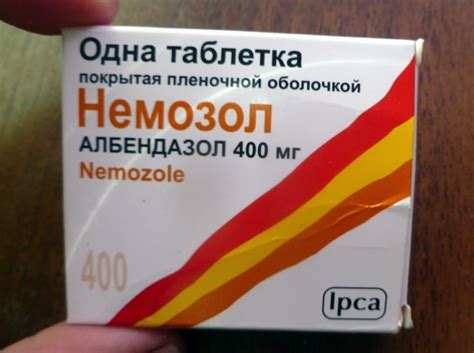 Одна таблетка
покрытая пленочной оболочкой
Немозол
АЛБЕНДАЗОЛ 400 мг
Nemozole
400
Ipca